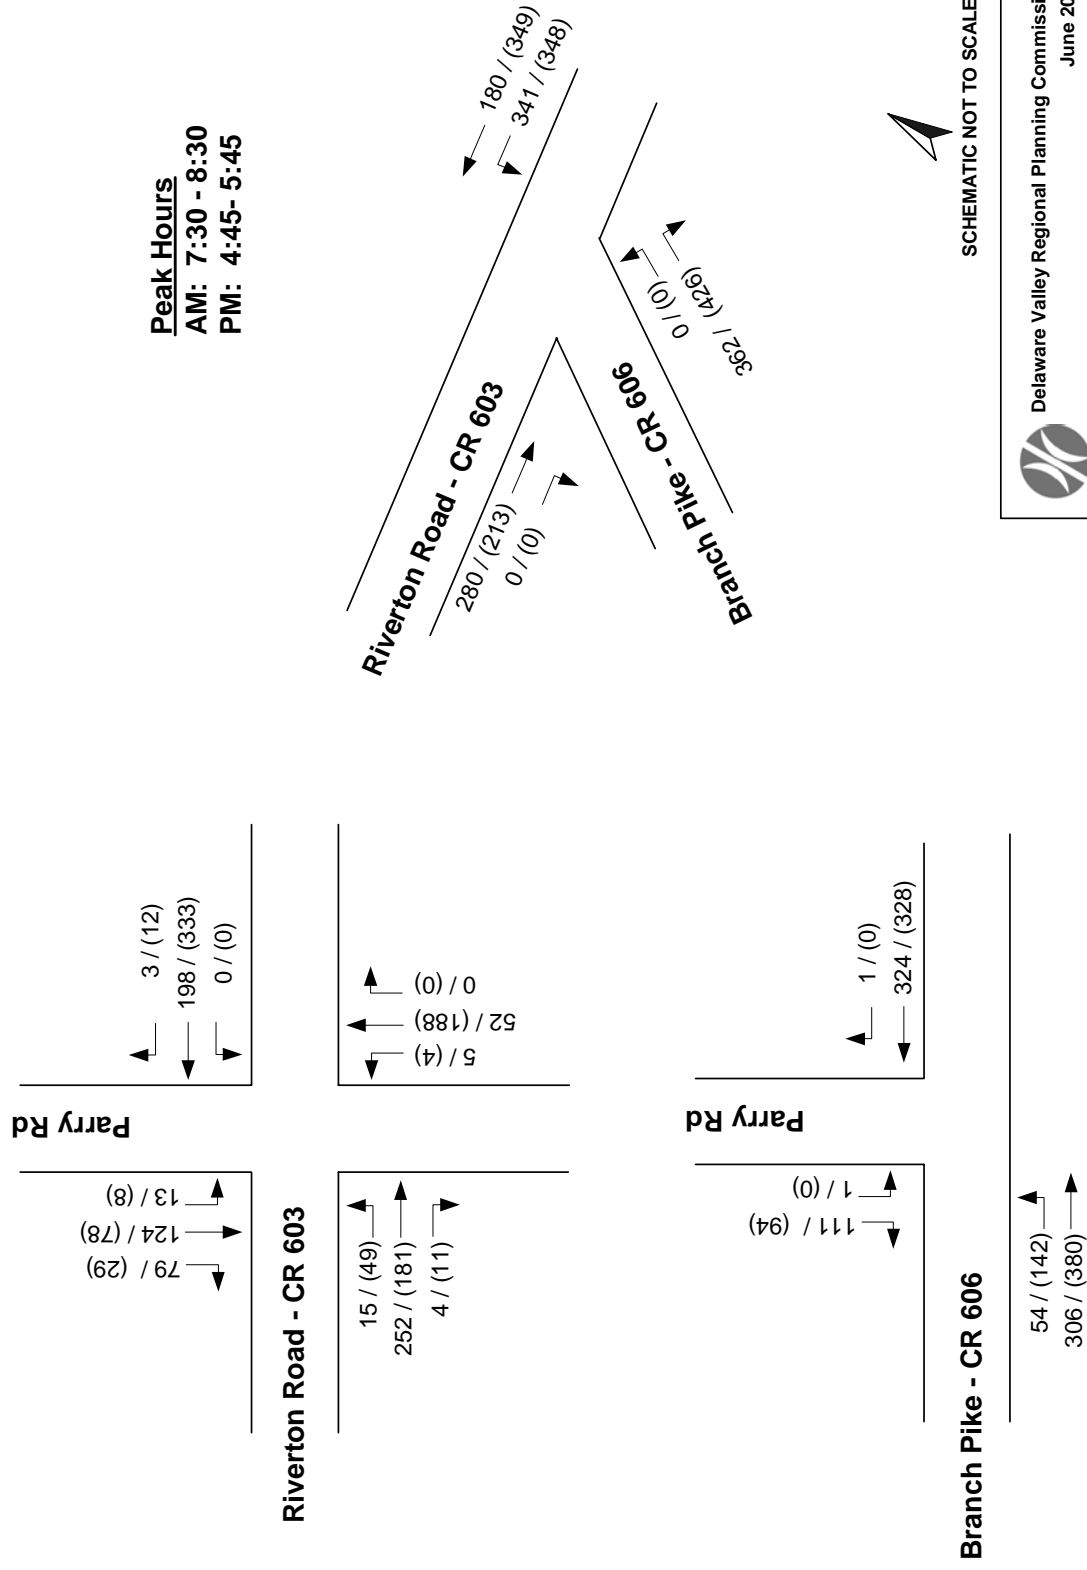 Peak Hours
AM: 7:30 - 8:30
PM: 4:45- 5:45
180 / (349)
341 / (348)
Riverton Road - CR 603
280 / (213)
0 / (0)
0 / (0)
362 / (426)
Branch Pike - CR 606
Parry Rd
3 / (12)
198 / (333)
0 / (0)
79 / (29)
124 / (78)
13 / (8)
Riverton Road - CR 603
15 / (49)
252 / (181)
4 / (11)
5 / (4)
52 / (188)
0 / (0)
Parry Rd
1 / (0)
324 / (328)
111 / (94)
1 / (0)
Branch Pike - CR 606
54 / (142)
306 / (380)
SCHEMATIC NOT TO SCALE
Delaware Valley Regional Planning Commissi
June 20